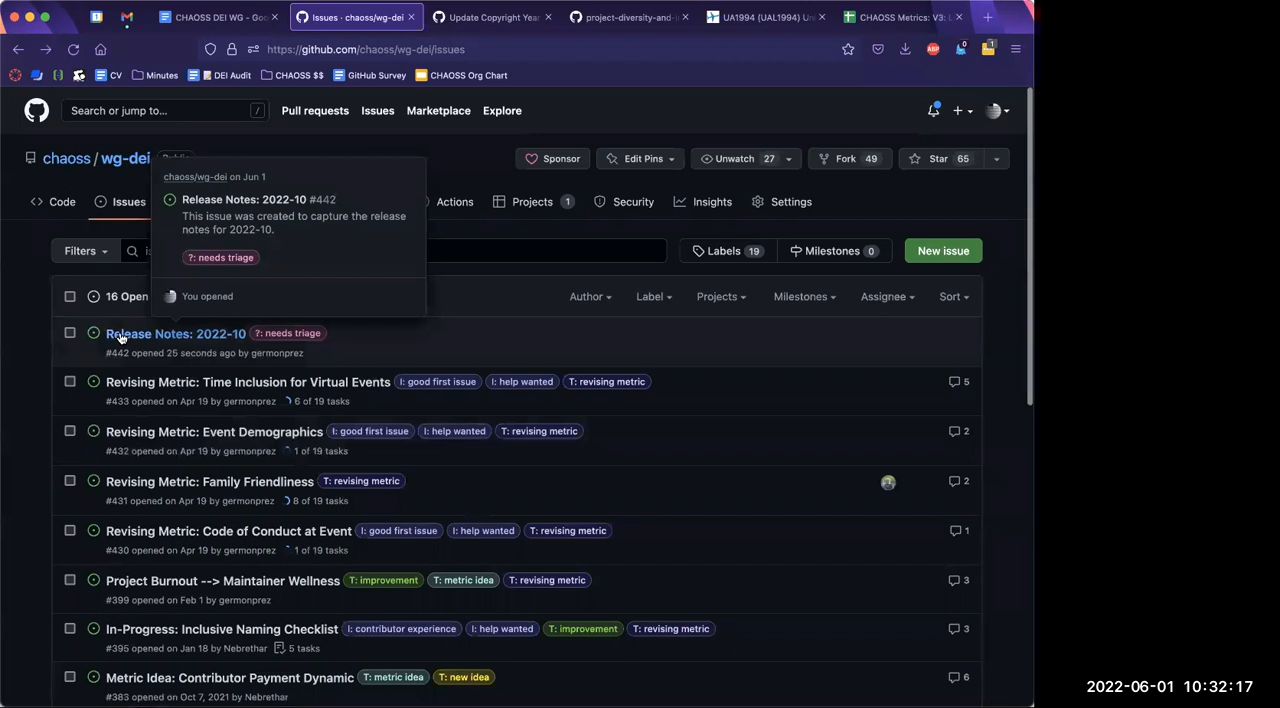 CHAOSS DEI WG - Go
Issues · chaoss/wg-dei
Update Copyright Yea
project-diversity-and-i
UA1994 (UAL1994) Un
CHAOSS Metrics: V3: L
https://github.com/chaoss/wg-dei/issues
ABP
0
1
CV
Minutes
DEI Audit
CHAOSS $$
GitHub Survey
CHAOSS Org Chart
Search or jump to...
/
Pull requests
Issues
Marketplace
Explore
chaoss / wg-dei
Public
Sponsor
Edit Pins
Unwatch 27
Fork 49
Star 65
Code
Issues
Actions
Projects 1
Security
Insights
Settings
chaoss/wg-dei on Jun 1
Release Notes: 2022-10 #442
This issue was created to capture the release
notes for 2022-10.
?: needs triage
You opened
Filters
Labels 19
Milestones 0
New issue
16 Open
Author
Label
Projects
Milestones
Assignee
Sort
Release Notes: 2022-10 ?: needs triage
#442 opened 25 seconds ago by germonprez
Revising Metric: Time Inclusion for Virtual Events I: good first issue I: help wanted T: revising metric 5
#433 opened on Apr 19 by germonprez 6 of 19 tasks
Revising Metric: Event Demographics I: good first issue I: help wanted T: revising metric 2
#432 opened on Apr 19 by germonprez 1 of 19 tasks
Revising Metric: Family Friendliness T: revising metric 2
#431 opened on Apr 19 by germonprez 8 of 19 tasks
Revising Metric: Code of Conduct at Event I: good first issue I: help wanted T: revising metric 1
#430 opened on Apr 19 by germonprez 1 of 19 tasks
Project Burnout --> Maintainer Wellness T: improvement T: metric idea T: revising metric 3
#399 opened on Feb 1 by germonprez
In-Progress: Inclusive Naming Checklist I: contributor experience I: help wanted T: improvement T: revising metric 3
#395 opened on Jan 18 by Nebrethar 5 tasks
Metric Idea: Contributor Payment Dynamic T: metric idea T: new idea 6
#383 opened on Oct 7, 2021 by Nebrethar
2022-06-01 10:32:17